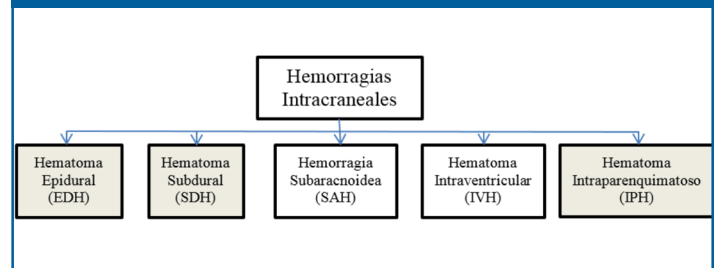 Hemorragias
Intracraneales
Hematoma
Epidural
(EDH)
Hematoma
Subdural
(SDH)
Hemorragia
Subaracnoidea
(SAH)
Hematoma
Intraventricular
(IVH)
Hematoma
Intraparenquimatoso
(IPH)